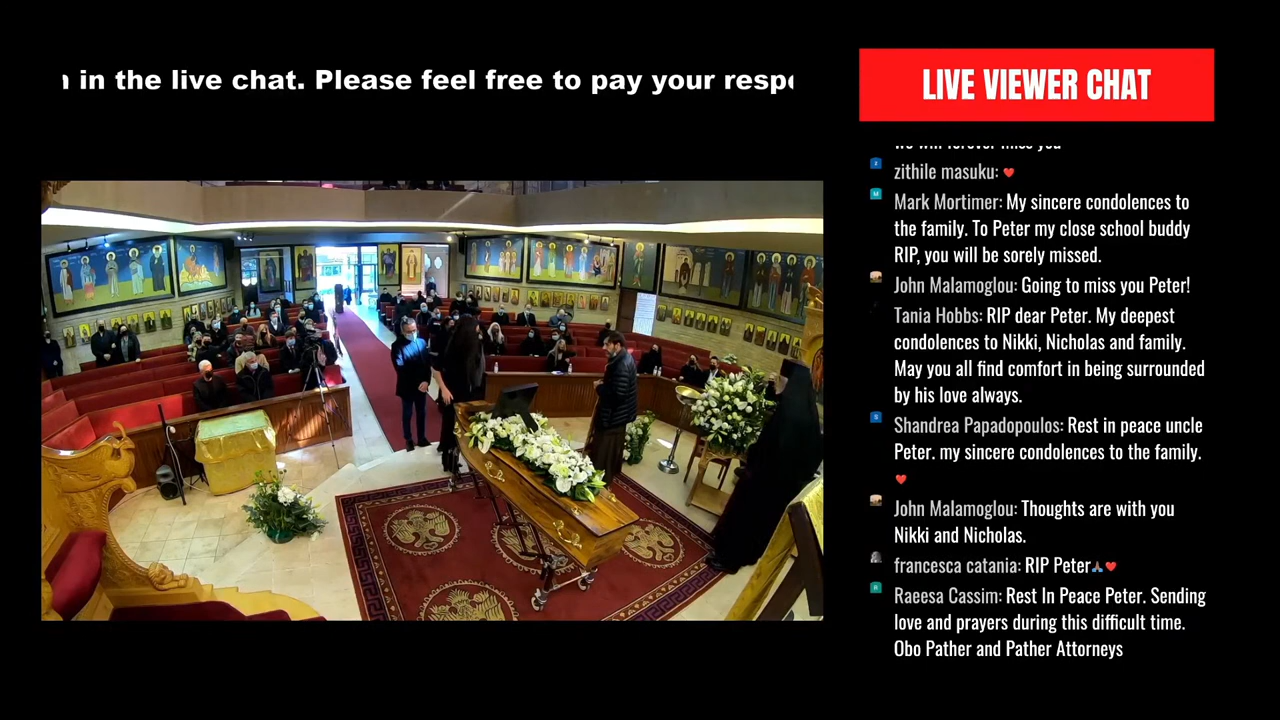 in the live chat. Please feel free to pay your
LIVE VIEWER CHAT
we will forever miss you
zithile masuku: ❤️
Mark Mortimer: My sincere condolences to
the family. To Peter my close school buddy
RIP, you will be sorely missed.
John Malamoglou: Going to miss you Peter!
Tania Hobbs: RIP dear Peter. My deepest
condolences to Nikki, Nicholas and family.
May you all find comfort in being surrounded
by his love always.
Shandrea Papadopoulos: Rest in peace uncle
Peter. my sincere condolences to the family.
❤️
John Malamoglou: Thoughts are with you
Nikki and Nicholas.
francesca catania: RIP Peter🙏🏽❤️
Raeesa Cassim: Rest In Peace Peter. Sending
love and prayers during this difficult time.
Obo Pather and Pather Attorneys